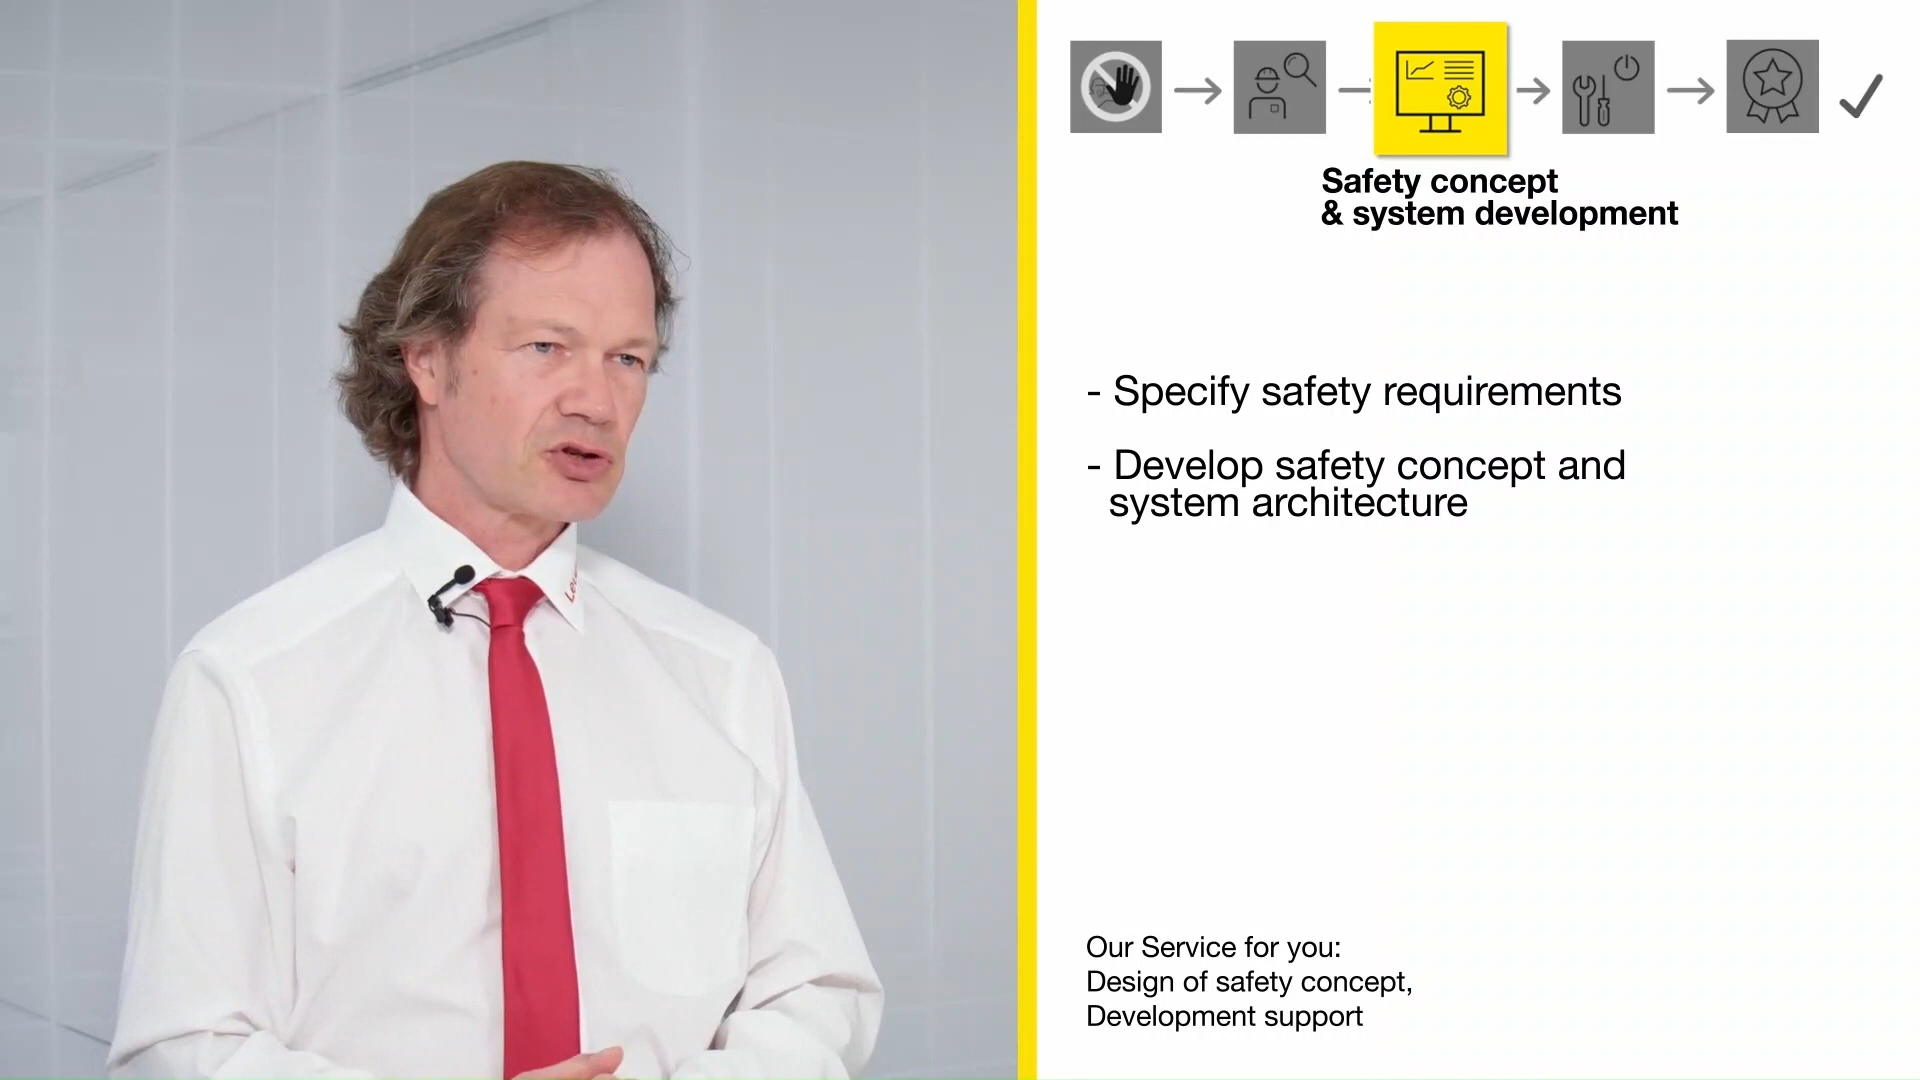 Safety concept
& system development
- Specify safety requirements
- Develop safety concept and
system architecture
Our Service for you:
Design of safety concept,
Development support